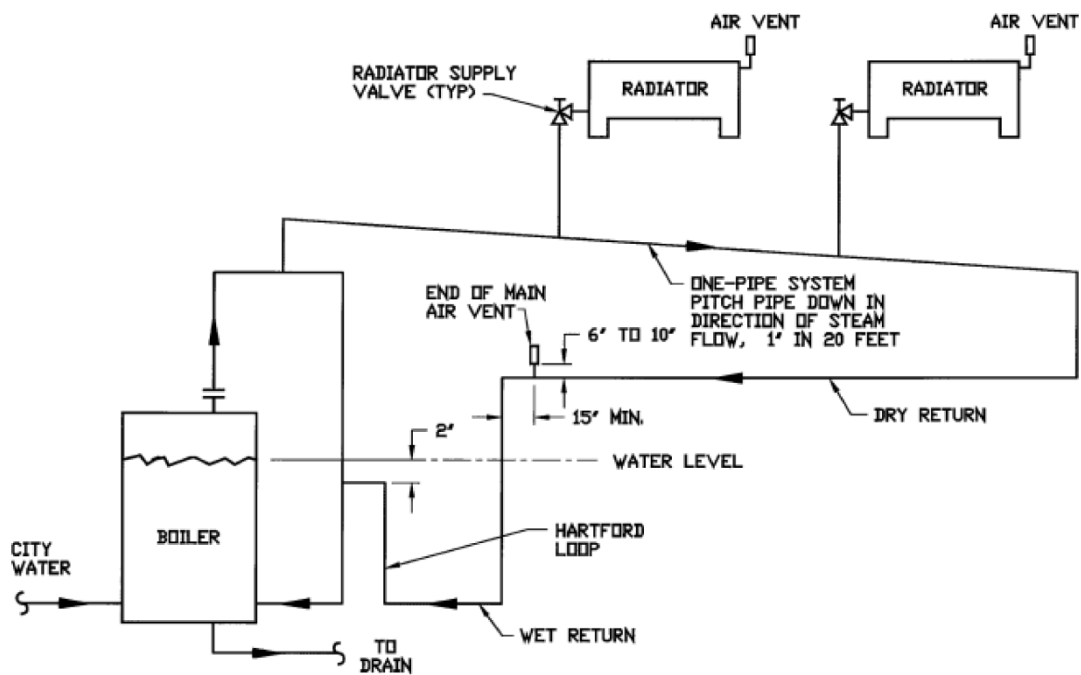 AIR VENT
AIR VENT
RADIATOR SUPPLY
VALVE (TYP)
RADIATOR
RADIATOR
ONE-PIPE SYSTEM
PITCH PIPE DOWN IN
DIRECTION OF STEAM
FLOW, 1" IN 20 FEET
END OF MAIN
AIR VENT
6" TO 10"
15" MIN.
DRY RETURN
2"
WATER LEVEL
BOILER
HARTFORD
LOOP
CITY
WATER
WET RETURN
TO
DRAIN